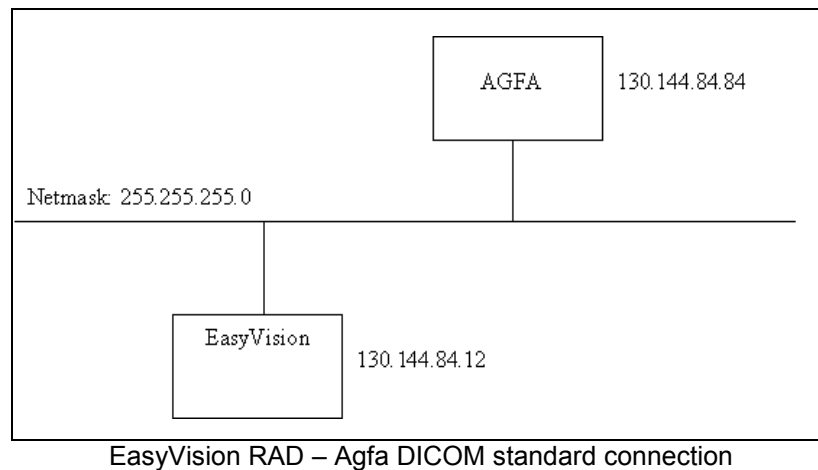 AGFA
130.144.84.84
Netmask: 255.255.255.0
EasyVision
130.144.84.12
EasyVision RAD – Agfa DICOM standard connection